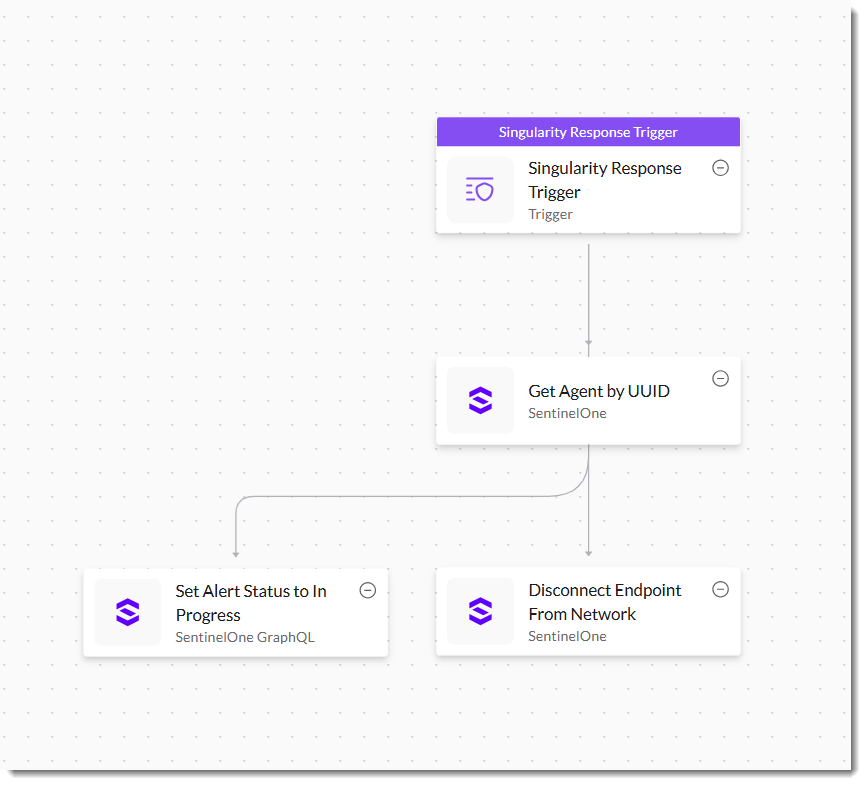 Singularity Response Trigger
Singularity Response
Trigger
Trigger
Get Agent by UUID
SentinelOne
Set Alert Status to In
Progress
SentinelOne GraphQL
Disconnect Endpoint
From Network
SentinelOne